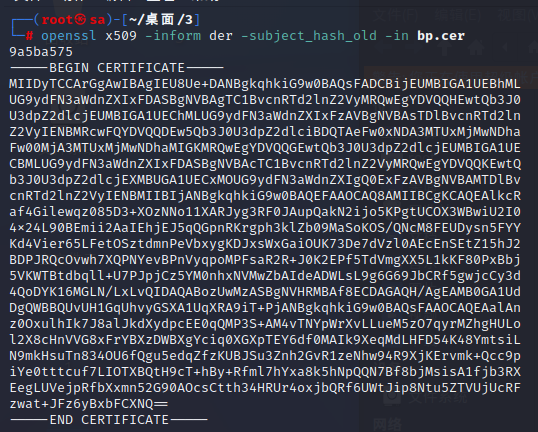 ┌──(root㉿sa)-[~/桌面/3]
└─# openssl x509 -inform der -subject_hash_old -in bp.cer
9a5ba575
-----BEGIN CERTIFICATE-----
MIIDyTCCArGgAwIBAgIEU8Ue+DANBgkqhkiG9w0BAQsFADCBijEUMBIGA1UEBhML
UG9ydFN3aWdnZXIxFDASBgNVBAgTC1BvcnRTd2lnZ2VyMRQwEgYDVQQHEwtQb3J0
U3dpZ2dlcjEUMBIGA1UEChMLUG9ydFN3aWdnZXIxFzAVBgNVBAsTDlBvcnRTd2ln
Z2VyIENBMRcwFQYDVQQDEw5Qb3J0U3dpZ2dlciBDQTAeFw0xNDA3MTUxMjMwNDha
Fw00MjA3MTUxMjMwNDhaMIGKMRQwEgYDVQQGEwtQb3J0U3dpZ2dlcjEUMBIGA1UE
CBMLUG9ydFN3aWdnZXIxFDASBgNVBAcTC1BvcnRTd2lnZ2VyMRQwEgYDVQQKEwtQ
b3J0U3dpZ2dlcjEXMBUGA1UECxMOUG9ydFN3aWdnZXIgQ0ExFzAVBgNVBAMTDlBv
cnRTd2lnZ2VyIENBMIIBIjANBgkqhkiG9w0BAQEFAAOCAQ8AMIIBCgKCAQEAlkcR
af4Gilewqz085D3+XOzNNo11XARJyg3RF0JAupQakN2ijo5KPgtUCOX3WBwiU2I0
4×24L90BEmii2AaIEhjEJ5qQGpnRKrgph3klZb09MaSoKOS/QNcM8FEUDysn5FYY
Kd4Vier65LFetOSztdmnPeVbxygKDJxsWxGaiOUK73De7dVzl0AEcEnSEtZ15hJ2
BDPJRQcOvwh7XQPNYevBPnVyqpoMPFsaR2R+J0K2EPf5TdVmgXX5L1kKF80PxBbj
5VKWTBtdbqll+U7PJpjCz5YM0nhxNVMwZbAIdeADWLsL9g6G69JbCRf5gwjcCy3d
4QoDYK16MGLN/LxLvQIDAQABozUwMzASBgNVHRMBAf8ECDAGAQH/AgEAMB0GA1Ud
DgQWBBQUvUH1GqUhvyGSXA1UqXRA9iT+PjANBgkqhkiG9w0BAQsFAAOCAQEAalAn
z0OxulhIk7J8alJkdXydpcEE0qQMP3S+AM4vTNYpWrXvLLueM5zO7qyrMZhgHULo
l2X8cHnVVG8xFrYBXzDWBXgYciq0XGXpTEY6df0MAIk9XeqMdLHFD54K48YmtsiL
N9mkHsuTn834OU6fQgu5edqZfzKUBJSu3Znh2GvR1zeNhw94R9XjKErvmk+Qcc9p
iYe0tttcuf7LIOTXBQtH9cT+hBy+Rfml7hYxa8k5hNpQQN7Bf8bjMsisA1fjb3RX
EegLUVejpRfbXxmn52G90AOcsCtth34HRUr4oxjbQRf6UWtJip8Ntu5ZTVUjUcRF
zwat+JFz6yBxbFCXNQ==
-----END CERTIFICATE-----